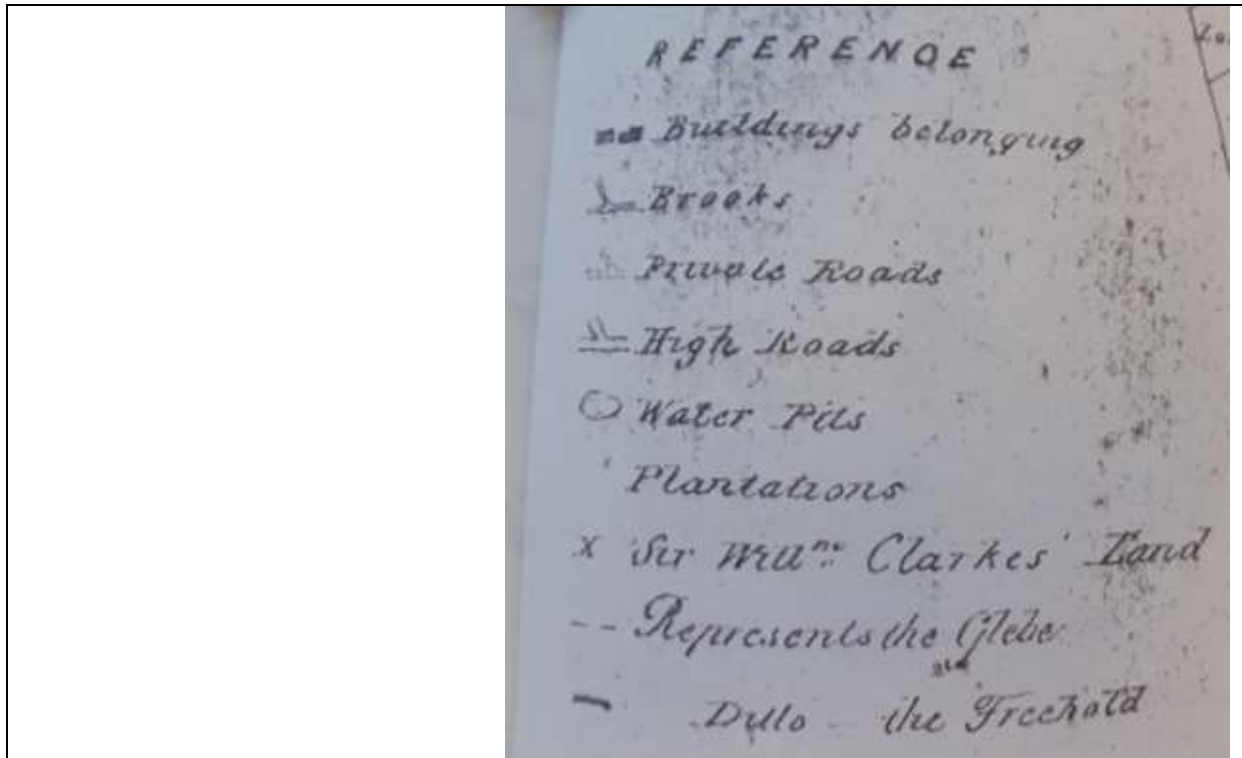 REFERENCE
Buildings belonging
Brooks
Private Roads
High Roads
Water Pits
Plantations
x Sir Willm Clarkes' Land
-- Represents the Glebe
Ditto - the Freehold